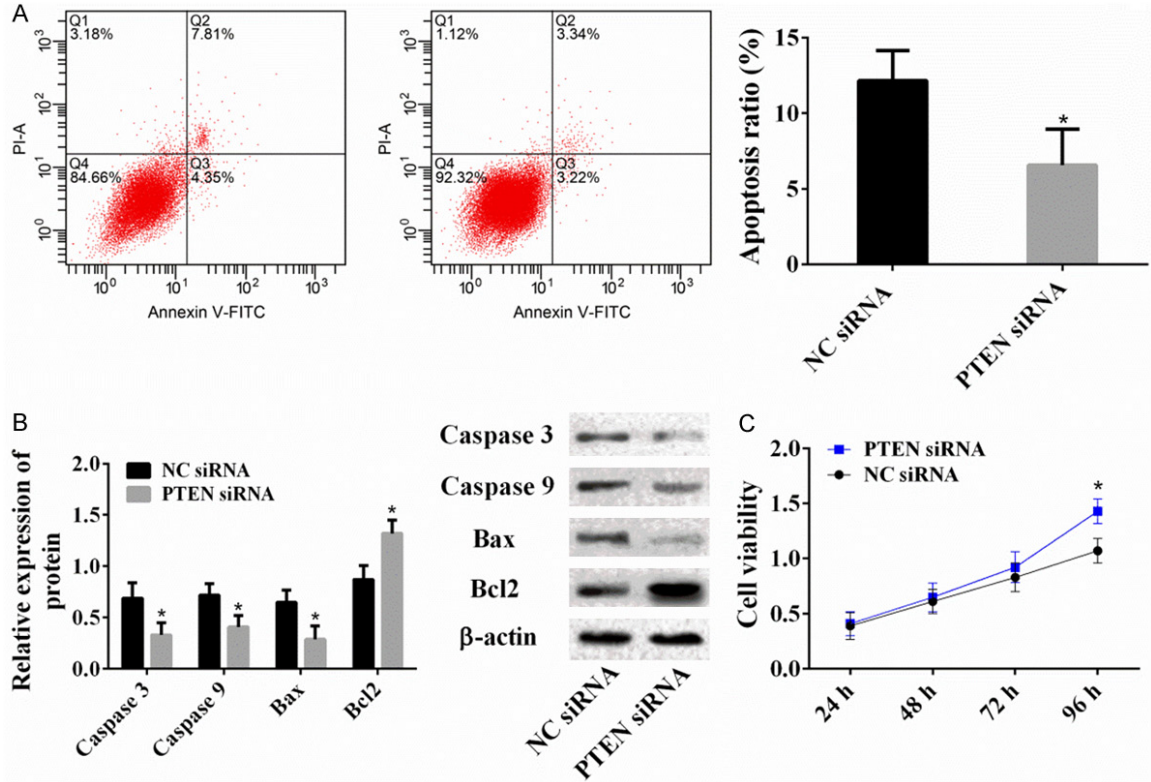 A
Q1
3.18%
Q2
7.81%
Q4
84.66%
Q3
4.35%
PI-A
10³
10²
10¹
10⁰
10⁰ 10¹ 10² 10³
Annexin V-FITC
Q1
1.12%
Q2
3.34%
Q4
92.32%
Q3
3.22%
PI-A
10³
10²
10¹
10⁰
10⁰ 10¹ 10² 10³
Annexin V-FITC
Apoptosis ratio (%)
15
10
5
0
*
NC siRNA
PTEN siRNA
B
Relative expression of
protein
2.0
1.5
1.0
0.5
0.0
NC siRNA
PTEN siRNA
* * * *
Caspase 3
Caspase 9
Bax
Bcl2
Caspase 3
Caspase 9
Bax
Bcl2
β-actin
NC siRNA
PTEN siRNA
C
Cell viability
2.0
1.5
1.0
0.5
0.0
PTEN siRNA
NC siRNA
*
24 h
48 h
72 h
96 h